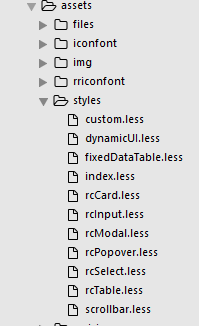 assets
files
iconfont
img
rriconfont
styles
custom.less
dynamicUI.less
fixedDataTable.less
index.less
rcCard.less
rcInput.less
rcModal.less
rcPopover.less
rcSelect.less
rcTable.less
scrollbar.less